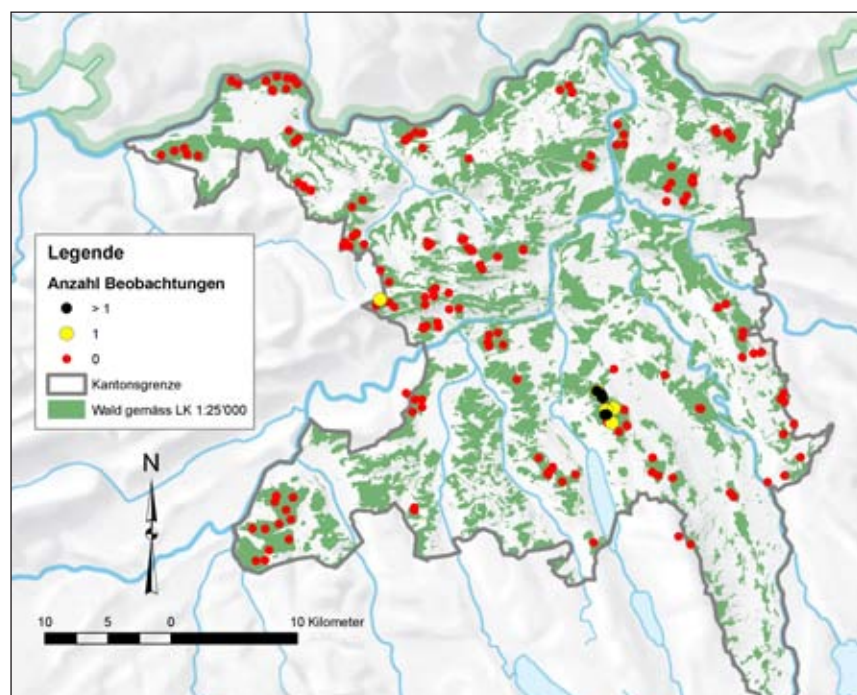 Legende
Anzahl Beobachtungen
> 1
1
0
Kantonsgrenze
Wald gemäss LK 1:25'000
N
10 5 0 10 Kilometer